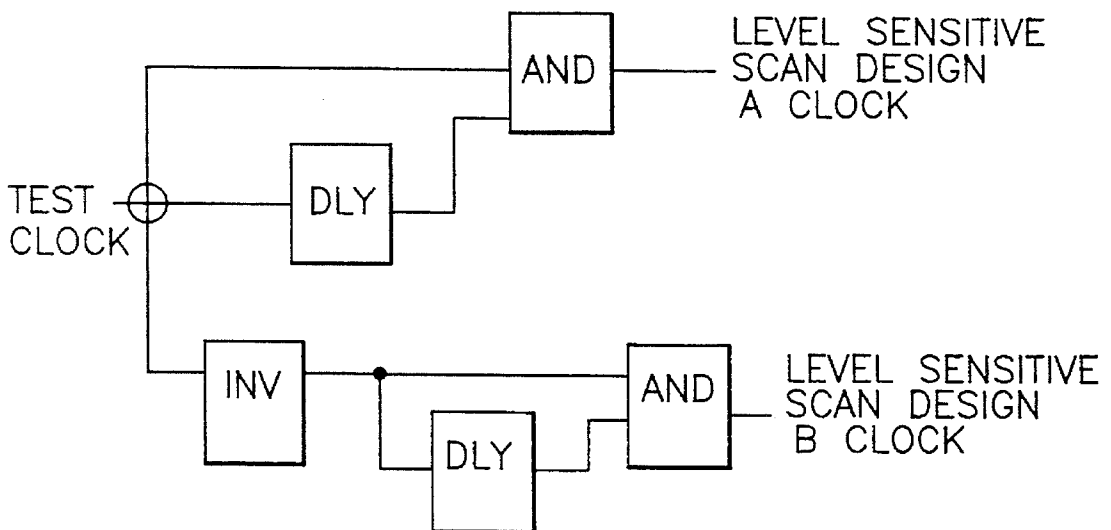 LEVEL SENSITIVE
SCAN DESIGN
A CLOCK
AND
DLY
TEST
CLOCK
INV
AND
LEVEL SENSITIVE
SCAN DESIGN
B CLOCK
DLY